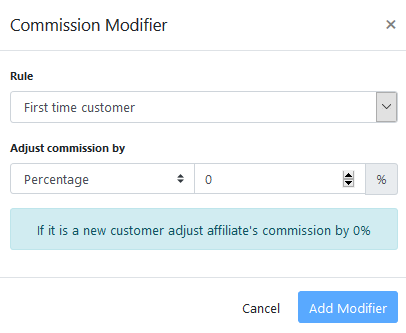 Commission Modifier
×
Rule
First time customer
Adjust commission by
Percentage 0 %
If it is a new customer adjust affiliate's commission by 0%
Cancel Add Modifier